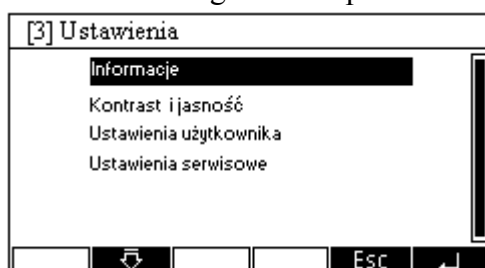 [3] Ustawienia
Informacje
Kontrast i jasność
Ustawienia użytkownika
Ustawienia serwisowe
Esc